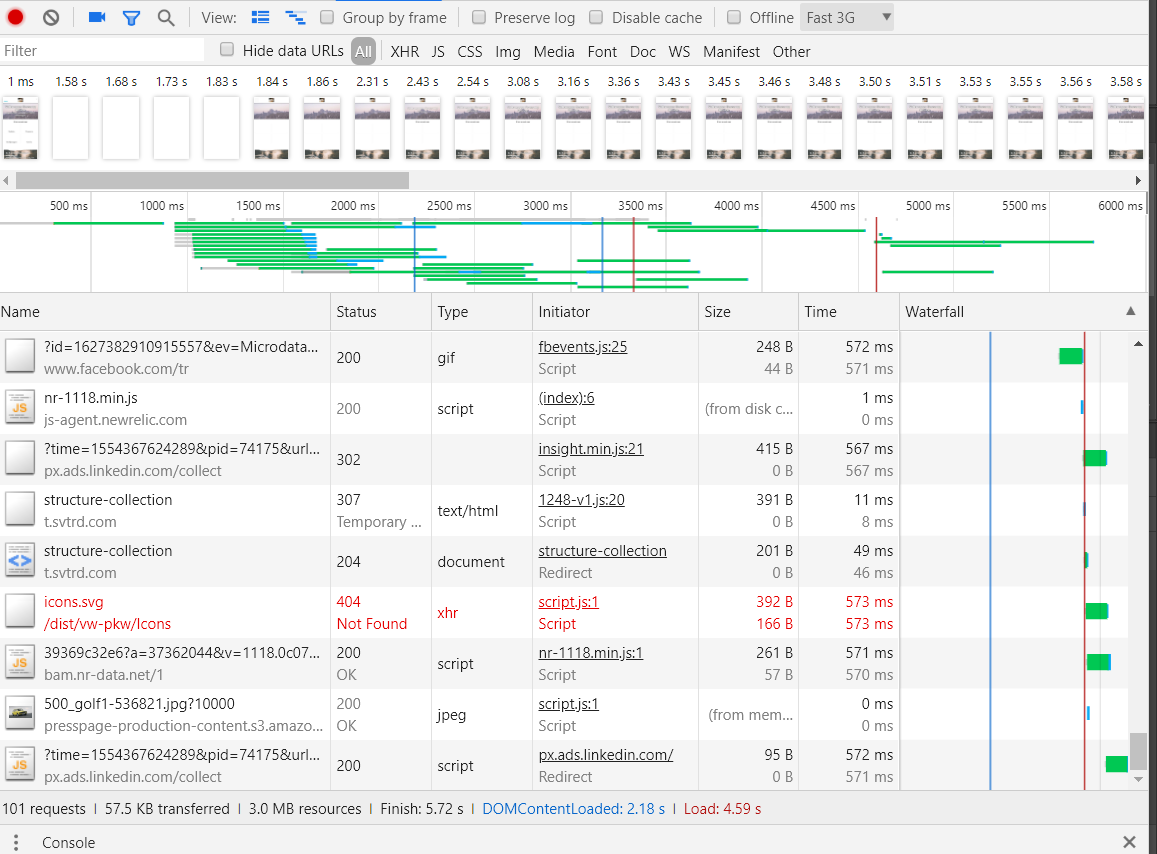 View: Group by frame Preserve log Disable cache Offline Fast 3G
Filter Hide data URLs All XHR JS CSS Img Media Font Doc WS Manifest Other
1 ms 1.58 s 1.68 s 1.73 s 1.83 s 1.84 s 1.86 s 2.31 s 2.43 s 2.54 s 3.08 s 3.16 s 3.36 s 3.43 s 3.45 s 3.46 s 3.48 s 3.50 s 3.51 s 3.53 s 3.55 s 3.56 s 3.58 s
500 ms 1000 ms 1500 ms 2000 ms 2500 ms 3000 ms 3500 ms 4000 ms 4500 ms 5000 ms 5500 ms 6000 ms
Name Status Type Initiator Size Time Waterfall
?id=1627382910915557&ev=Microdata... 200 gif fbevents.js:25 248 B 572 ms
www.facebook.com/tr Script 44 B 571 ms
nr-1118.min.js 200 script (index):6 (from disk c... 1 ms
js-agent.newrelic.com Script 0 ms
?time=1554367624289&pid=74175&url... 302 insight.min.js:21 415 B 567 ms
px.ads.linkedin.com/collect Script 0 B 567 ms
structure-collection 307 text/html 1248-v1.js:20 391 B 11 ms
t.svtrd.com Temporary ... Script 0 B 8 ms
structure-collection 204 document structure-collection 201 B 49 ms
t.svtrd.com Redirect 0 B 46 ms
icons.svg 404 xhr script.js:1 392 B 573 ms
/dist/vw-pkw/Icons Not Found Script 166 B 573 ms
JS 39369c32e6?a=37362044&v=1118.0c07... 200 script nr-1118.min.js:1 261 B 571 ms
bam.nr-data.net/1 OK Script 57 B 570 ms
500_golf1-536821.jpg?10000 200 jpeg script.js:1 (from mem... 0 ms
presspage-production-content.s3.amazo... OK Script 0 ms
JS ?time=1554367624289&pid=74175&url... 200 script px.ads.linkedin.com/ 95 B 572 ms
px.ads.linkedin.com/collect Redirect 0 B 571 ms
101 requests | 57.5 KB transferred | 3.0 MB resources | Finish: 5.72 s | DOMContentLoaded: 2.18 s | Load: 4.59 s
Console